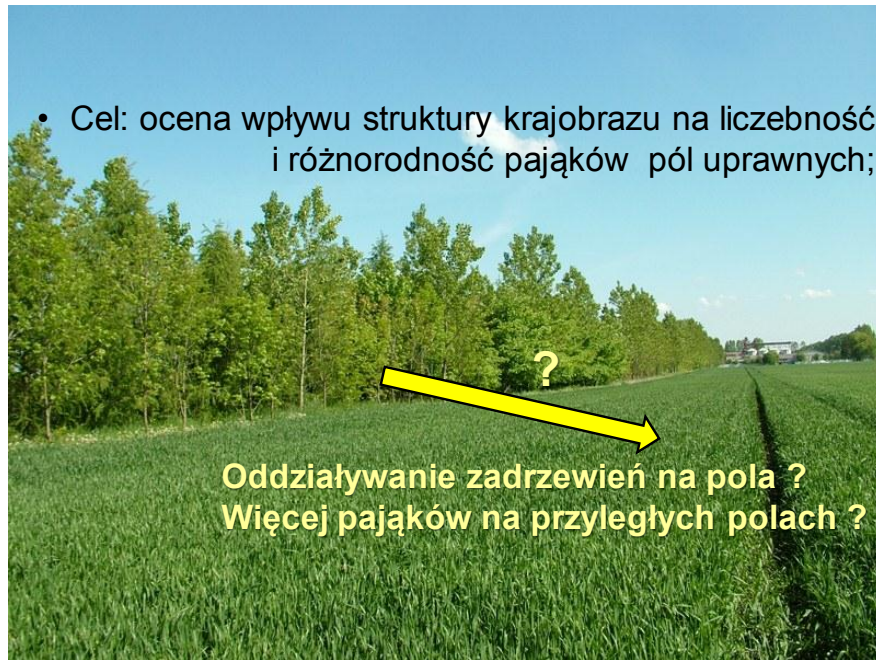 • Cel: ocena wpływu struktury krajobrazu na liczebność
i różnorodność pająków pól uprawnych;
?
Oddziaływanie zadrzewień na pola ?
Więcej pająków na przyległych polach ?